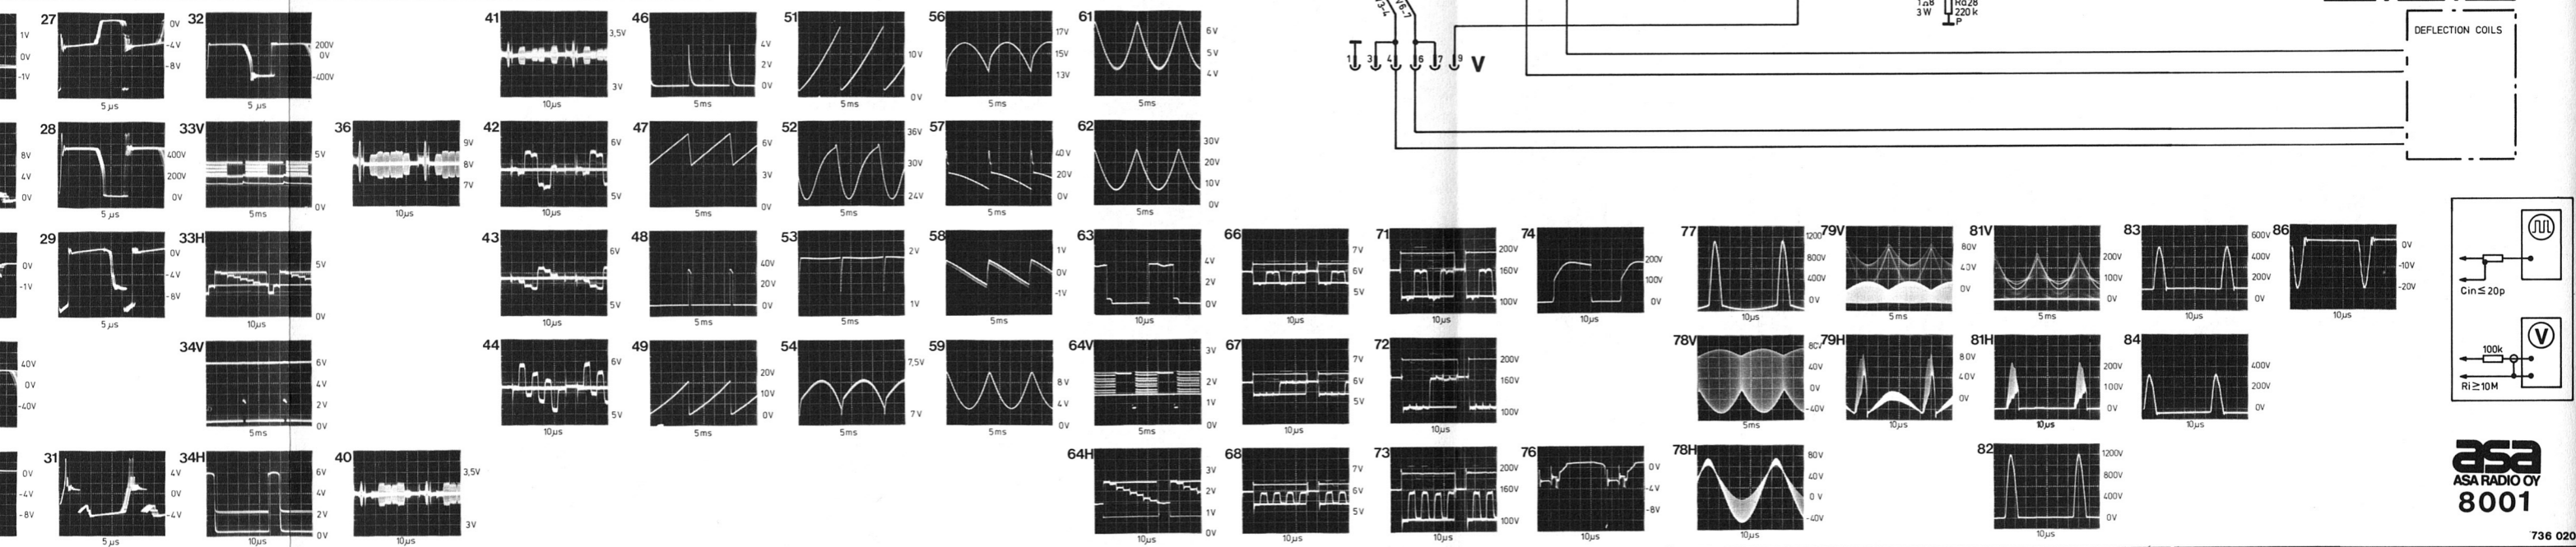 1V
0V
-1V
27
0V
-4V
-8V
5 µs
32
200V
0V
-400V
5 µs
41
3,5V
3V
10µs
46
4V
2V
0V
5ms
51
10V
0V
5ms
56
17V
15V
13V
5ms
61
6V
5V
4V
5ms
V3-4
V6.7
1 3 4 6 7 9 V
3 W
220 k
P
DEFLECTION COILS
8V
4V
0V
28
400V
200V
0V
5 µs
33V
5V
0V
5ms
36
9V
8V
7V
10µs
42
6V
5V
10µs
47
6V
3V
0V
5ms
52
36V
30V
24V
5ms
57
40V
20V
0V
5ms
62
30V
20V
10V
0V
5ms
0V
-1V
29
0V
-4V
-8V
5 µs
33H
5V
0V
10µs
43
6V
5V
10µs
48
40V
20V
0V
5ms
53
2V
1V
5ms
58
1V
0V
-1V
5ms
63
4V
2V
0V
10µs
66
7V
6V
5V
10µs
71
200V
160V
100V
10µs
74
200V
100V
0V
10µs
77
1200V
800V
400V
0V
10µs
79V
80V
40V
0V
5ms
81V
200V
100V
0V
5ms
83
600V
400V
200V
0V
10µs
86
0V
-10V
-20V
10µs
Cin≤20p
40V
0V
-40V
34V
6V
4V
2V
0V
5ms
44
6V
5V
10µs
49
20V
10V
0V
5ms
54
7,5V
7V
5ms
59
8V
4V
0V
5ms
64V
3V
2V
1V
0V
5ms
67
7V
6V
5V
10µs
72
200V
160V
100V
10µs
78V
80V
40V
0V
-40V
5ms
79H
80V
40V
0V
10µs
81H
200V
100V
0V
10µs
84
400V
200V
0V
10µs
V
100k
Ri≥10M
0V
-4V
-8V
31
4V
0V
-4V
5 µs
34H
6V
4V
2V
0V
10µs
40
3,5V
3V
10µs
64H
3V
2V
1V
0V
10µs
68
7V
6V
5V
10µs
73
200V
160V
100V
10µs
76
0V
-4V
-8V
10µs
78H
80V
40V
0V
-40V
10µs
82
1200V
800V
400V
0V
10µs
asa
ASA RADIO OY
8001
736 020